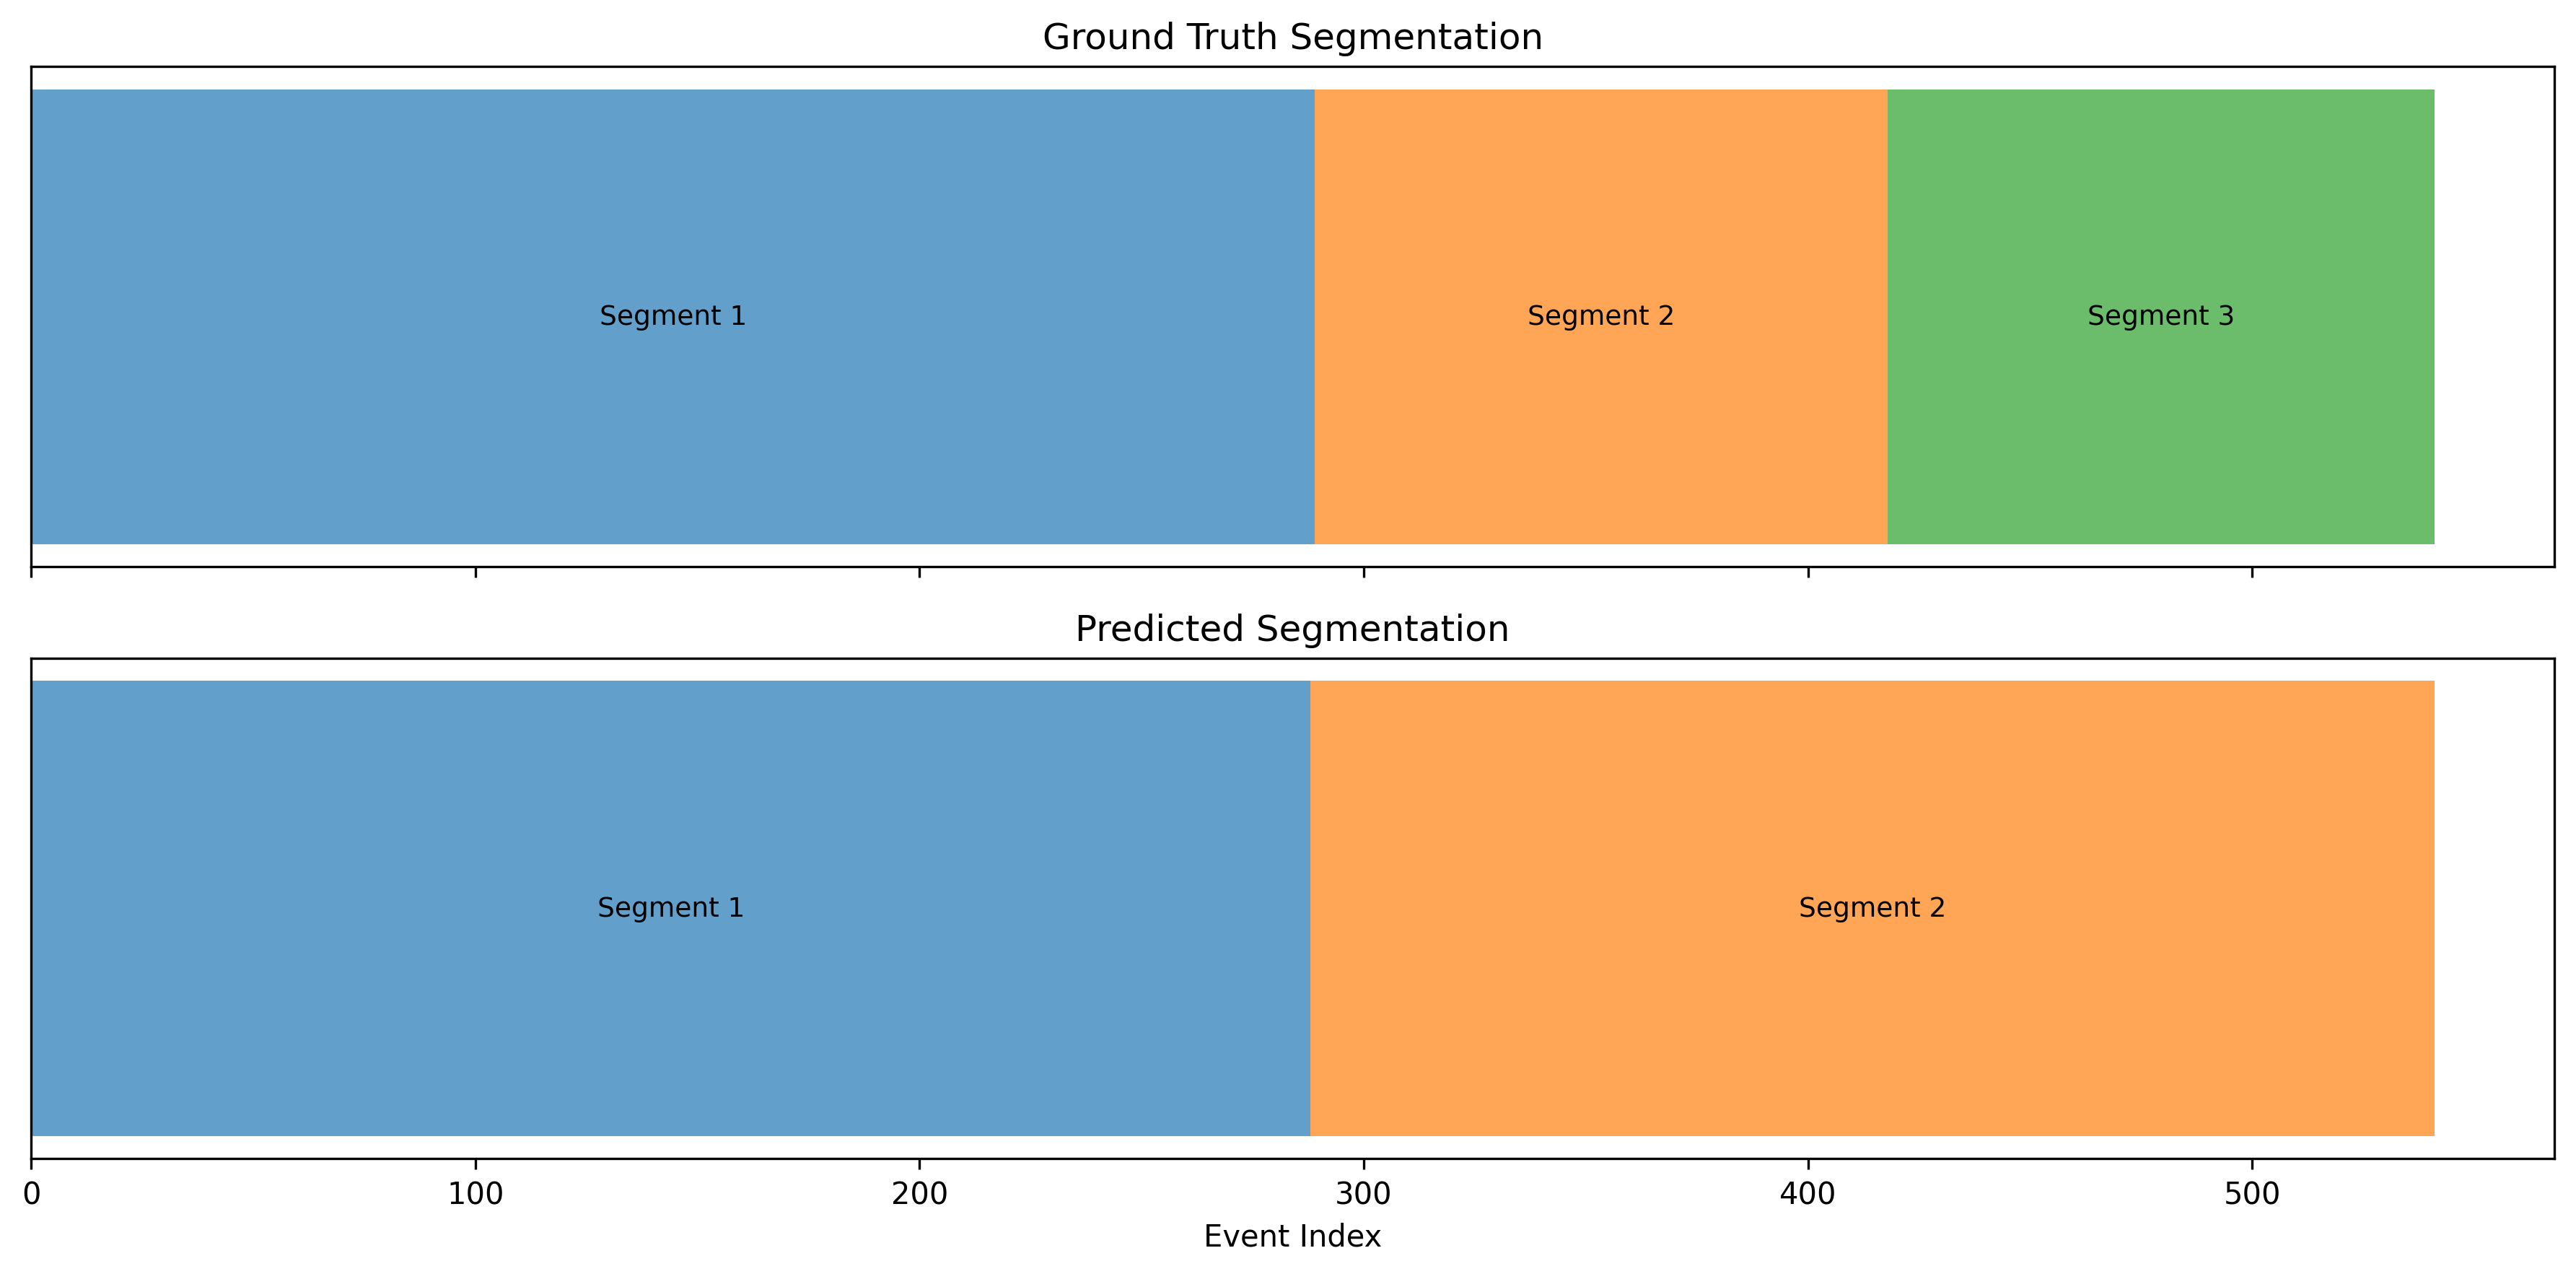 Ground Truth Segmentation
Segment 1 Segment 2 Segment 3
Predicted Segmentation
Segment 1 Segment 2
0 100 200 300 400 500
Event Index